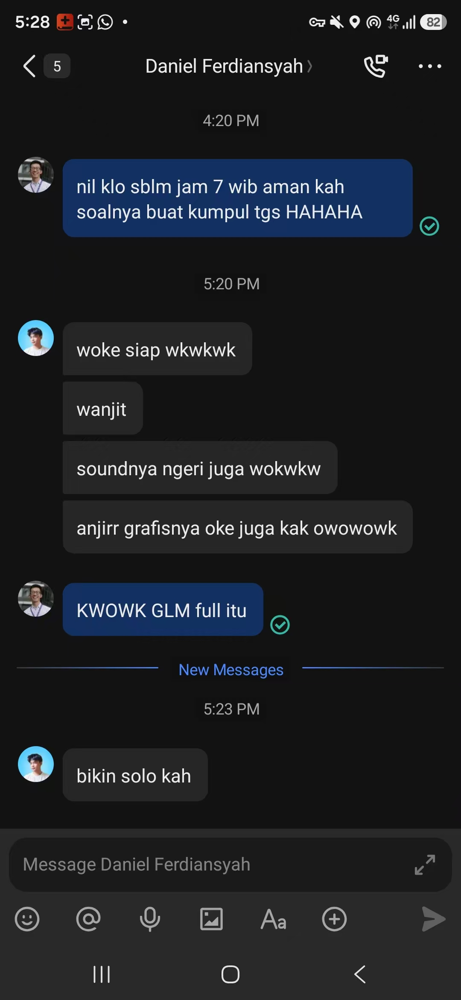 5:28
4G
82
5
Daniel Ferdiansyah
4:20 PM
nil klo sblm jam 7 wib aman kah
soalnya buat kumpul tgs HAHAHA
5:20 PM
woke siap wkwkwk
wanjit
soundnya ngeri juga wokwkw
anjirr grafisnya oke juga kak owowowk
KWOWK GLM full itu
New Messages
5:23 PM
bikin solo kah
Message Daniel Ferdiansyah
Aa